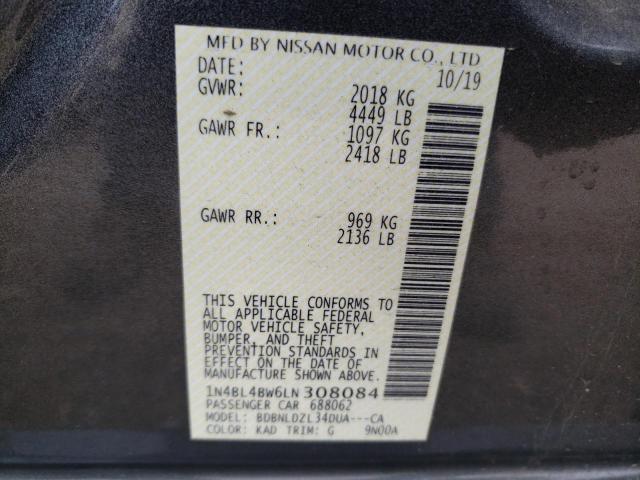 MFD BY NISSAN MOTOR CO., LTD
DATE: 10/19
GVWR: 2018 KG
4449 LB
GAWR FR.: 1097 KG
2418 LB
GAWR RR.: 969 KG
2136 LB
THIS VEHICLE CONFORMS TO
ALL APPLICABLE FEDERAL
MOTOR VEHICLE SAFETY,
BUMPER, AND THEFT
PREVENTION STANDARDS IN
EFFECT ON THE DATE OF
MANUFACTURE SHOWN ABOVE.
1N4BL4BW6LN308084
PASSENGER CAR 688062
MODEL: BDBNLDZL34DUA---CA
COLOR: KAD TRIM: G 9N00A